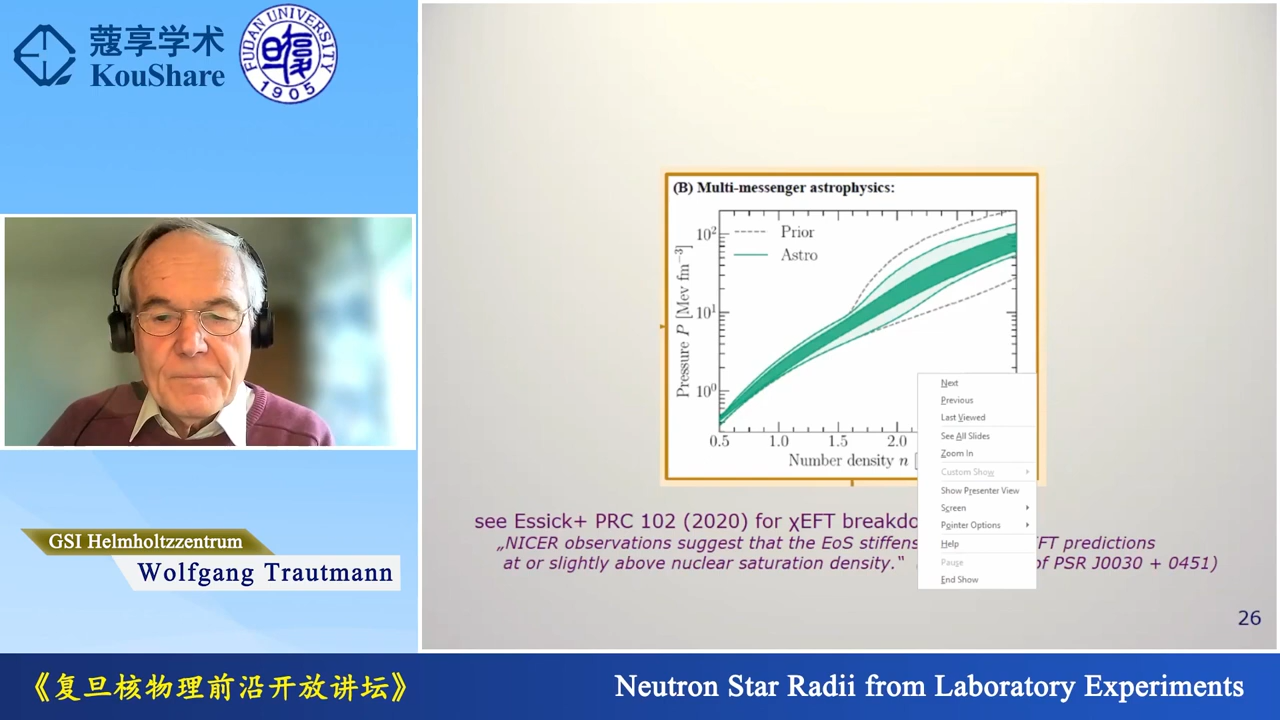 蔻享学术
KouShare
FUDAN UNIVERSITY
1905
(B) Multi-messenger astrophysics:
Prior
Astro
10²
10¹
10⁰
Pressure P [Mev fm⁻³]
0.5 1.0 1.5 2.0
Number density n [
Next
Previous
Last Viewed
See All Slides
Zoom In
Custom Show
Show Presenter View
Screen
Pointer Options
Help
Pause
End Show
see Essick+ PRC 102 (2020) for χEFT breakdo
„NICER observations suggest that the EoS stiffens FT predictions
at or slightly above nuclear saturation density.“ of PSR J0030 + 0451)
26
GSI Helmholtzzentrum
Wolfgang Trautmann
《复旦核物理前沿开放讲坛》
Neutron Star Radii from Laboratory Experiments